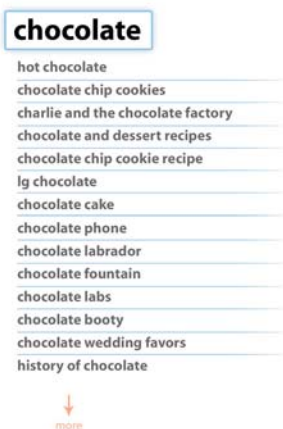 chocolate
hot chocolate
chocolate chip cookies
charlie and the chocolate factory
chocolate and dessert recipes
chocolate chip cookie recipe
lg chocolate
chocolate cake
chocolate phone
chocolate labrador
chocolate fountain
chocolate labs
chocolate booty
chocolate wedding favors
history of chocolate
more